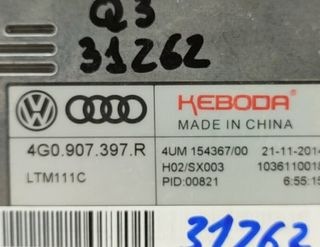 Q3
31262
KEBODA
MADE IN CHINA
4G0.907.397.R
LTM111C
4UM 154367/00 21-11-2014
H02/SX003 1036110018
PID:00821 6:55:15
31262